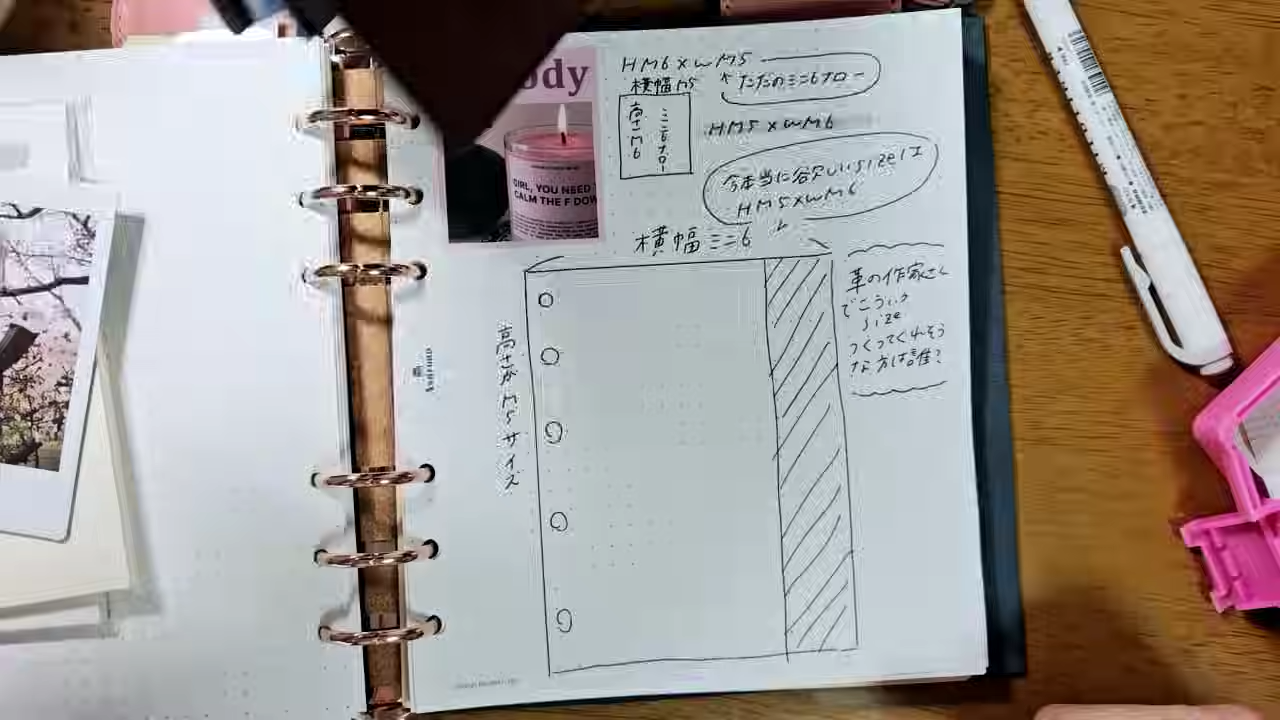 ody
GIRL, YOU NEED
CALM THE F DOW
HM6×WM5
横幅M5
↖ただのミニ6ナロー
高さM6
ミニ6ナロー
HM5×WM6
今本当に欲しいsizeは
HM5×WM6
横幅ミニ6
高さがM5サイズ
革の作家さん
でこういう
size
つくってくれそう
な方は誰?
ASHFORD